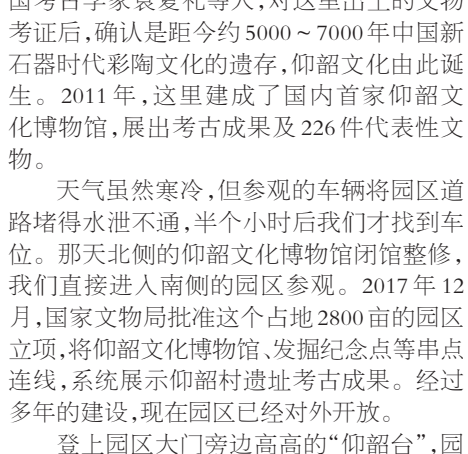 国考古学家袁复礼等人,对这里出土的文物
考证后,确认是距今约5000~7000年中国新
石器时代彩陶文化的遗存,仰韶文化由此诞
生。2011年,这里建成了国内首家仰韶文
化博物馆,展出考古成果及226件代表性文
物。
天气虽然寒冷,但参观的车辆将园区道
路堵得水泄不通,半个小时后我们才找到车
位。那天北侧的仰韶文化博物馆闭馆整修,
我们直接进入南侧的园区参观。2017年12
月,国家文物局批准这个占地2800亩的园区
立项,将仰韶文化博物馆、发掘纪念点等串点
连线,系统展示仰韶村遗址考古成果。经过
多年的建设,现在园区已经对外开放。
登上园区大门旁边高高的“仰韶台”,园